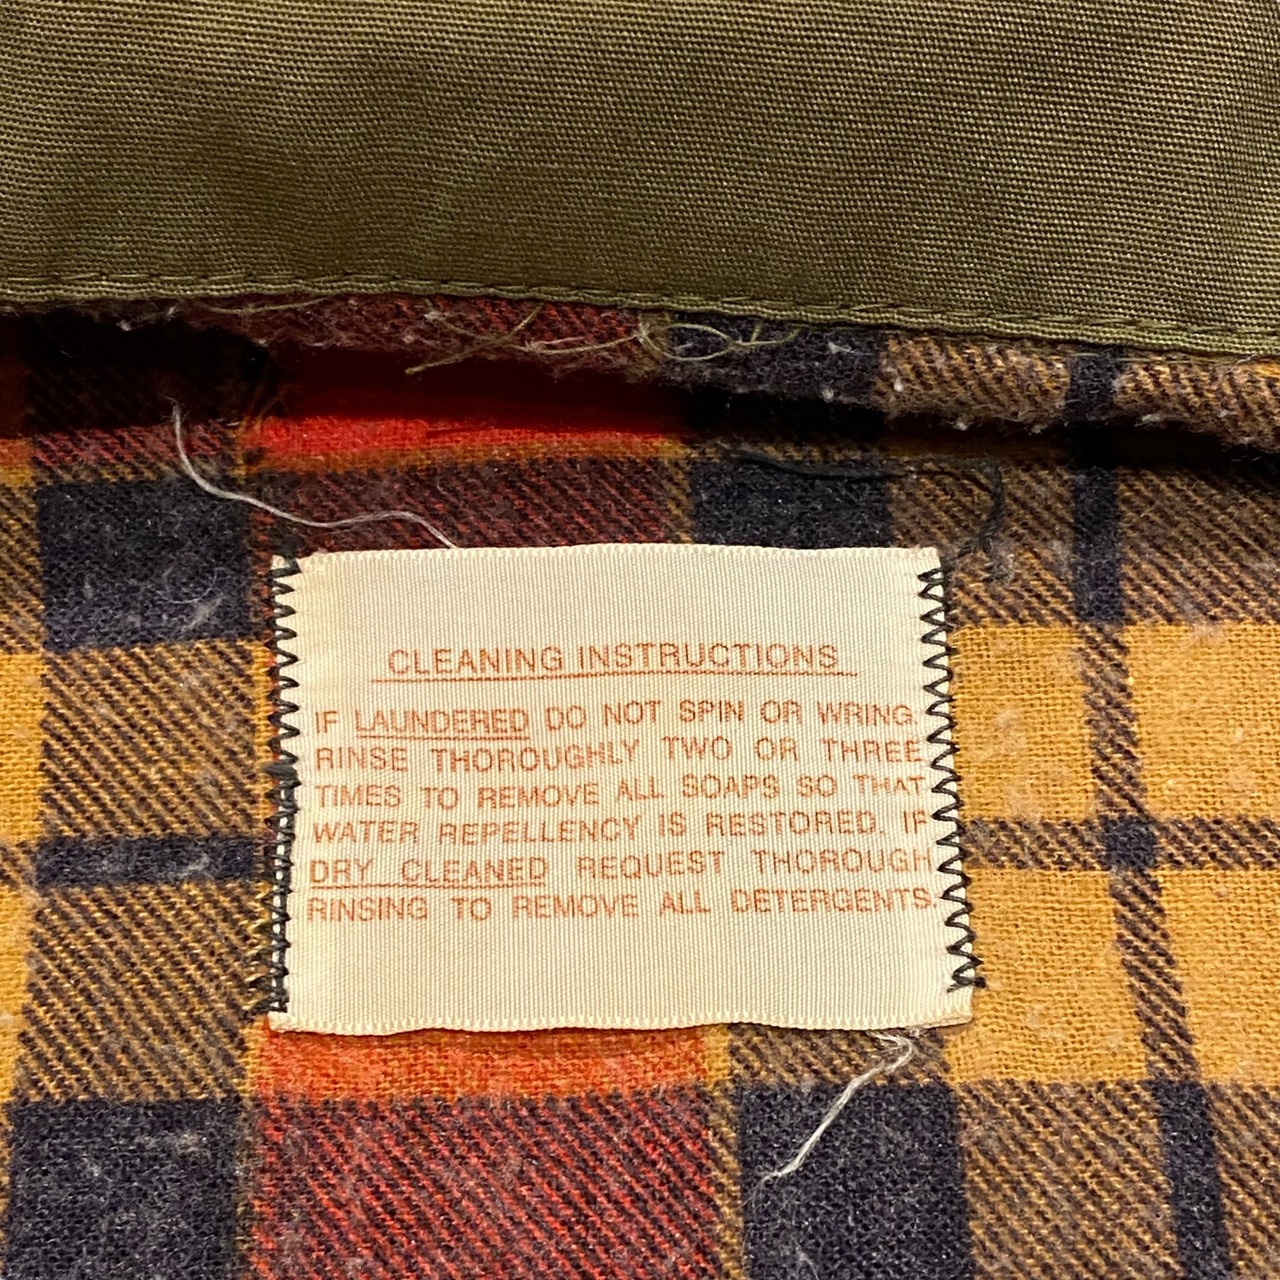 CLEANING INSTRUCTIONS
IF LAUNDERED DO NOT SPIN OR WRING.
RINSE THOROUGHLY TWO OR THREE
TIMES TO REMOVE ALL SOAPS SO THAT
WATER REPELLENCY IS RESTORED. IF
DRY CLEANED REQUEST THOROUGH
RINSING TO REMOVE ALL DETERGENTS.